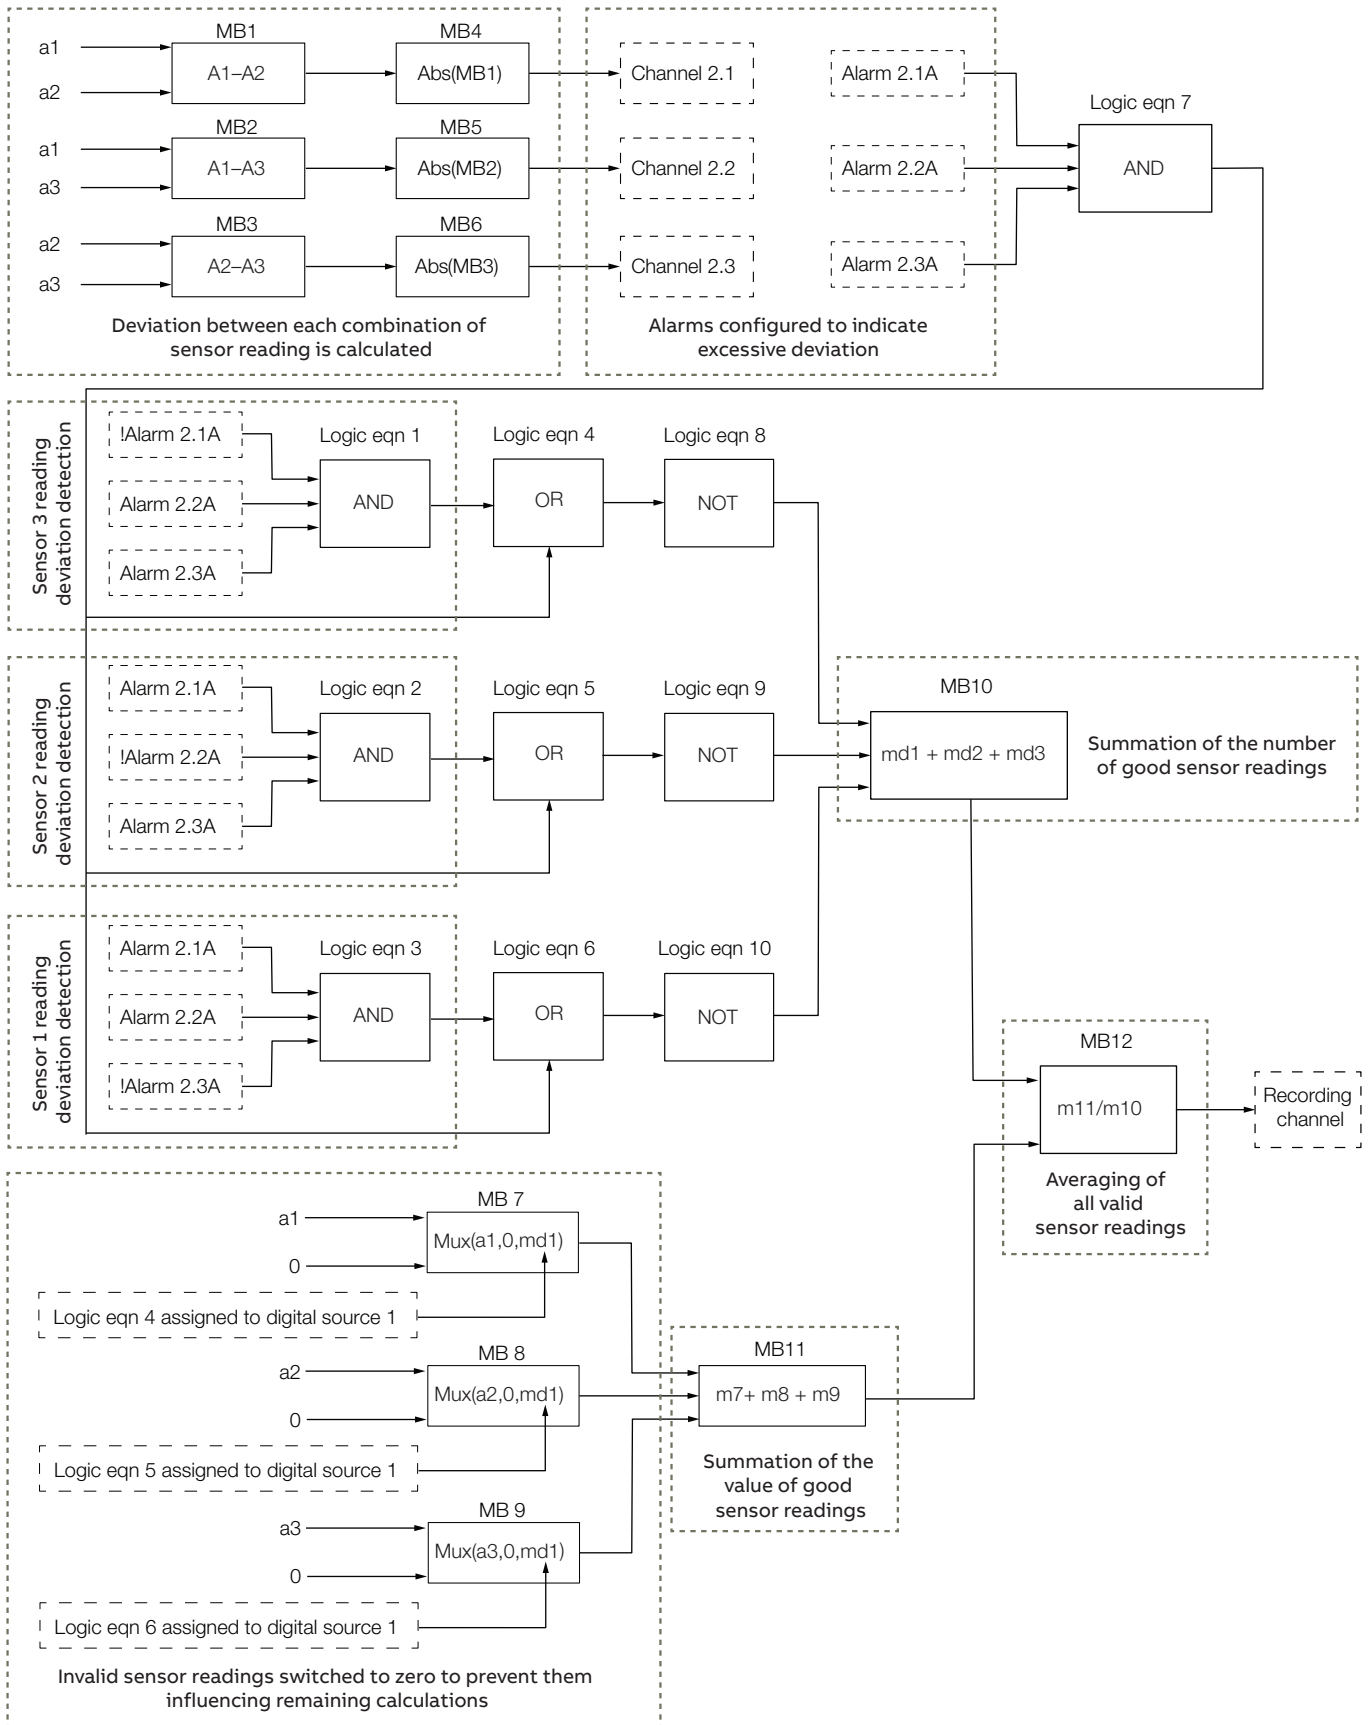 MB1
MB4
a1
a2
A1–A2
Abs(MB1)
MB2
MB5
a1
a3
A1–A3
Abs(MB2)
MB3
MB6
a2
a3
A2–A3
Abs(MB3)
Deviation between each combination of
sensor reading is calculated
Channel 2.1
Channel 2.2
Channel 2.3
Alarm 2.1A
Alarm 2.2A
Alarm 2.3A
Alarms configured to indicate
excessive deviation
Logic eqn 7
AND
Sensor 3 reading
deviation detection
!Alarm 2.1A
Alarm 2.2A
Alarm 2.3A
Logic eqn 1
AND
Logic eqn 4
OR
Logic eqn 8
NOT
Sensor 2 reading
deviation detection
Alarm 2.1A
!Alarm 2.2A
Alarm 2.3A
Logic eqn 2
AND
Logic eqn 5
OR
Logic eqn 9
NOT
MB10
md1 + md2 + md3
Summation of the number
of good sensor readings
Sensor 1 reading
deviation detection
Alarm 2.1A
Alarm 2.2A
!Alarm 2.3A
Logic eqn 3
AND
Logic eqn 6
OR
Logic eqn 10
NOT
MB12
m11/m10
Averaging of
all valid
sensor readings
Recording
channel
MB 7
a1
0
Mux(a1,0,md1)
Logic eqn 4 assigned to digital source 1
MB 8
a2
0
Mux(a2,0,md1)
Logic eqn 5 assigned to digital source 1
MB 9
a3
0
Mux(a3,0,md1)
Logic eqn 6 assigned to digital source 1
Invalid sensor readings switched to zero to prevent them
influencing remaining calculations
MB11
m7+ m8 + m9
Summation of the
value of good
sensor readings